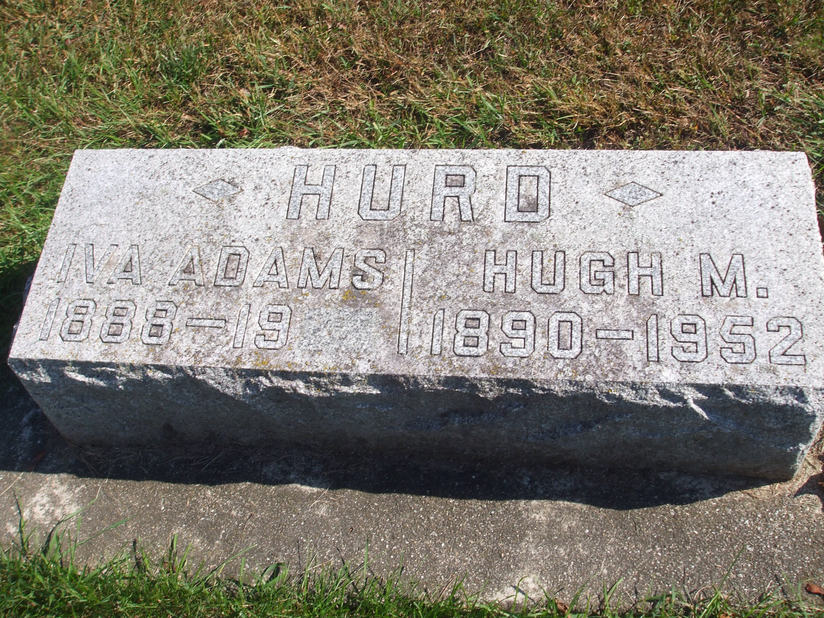 HURD
IVA ADAMS HUGH M.
1888-19 1890-1952